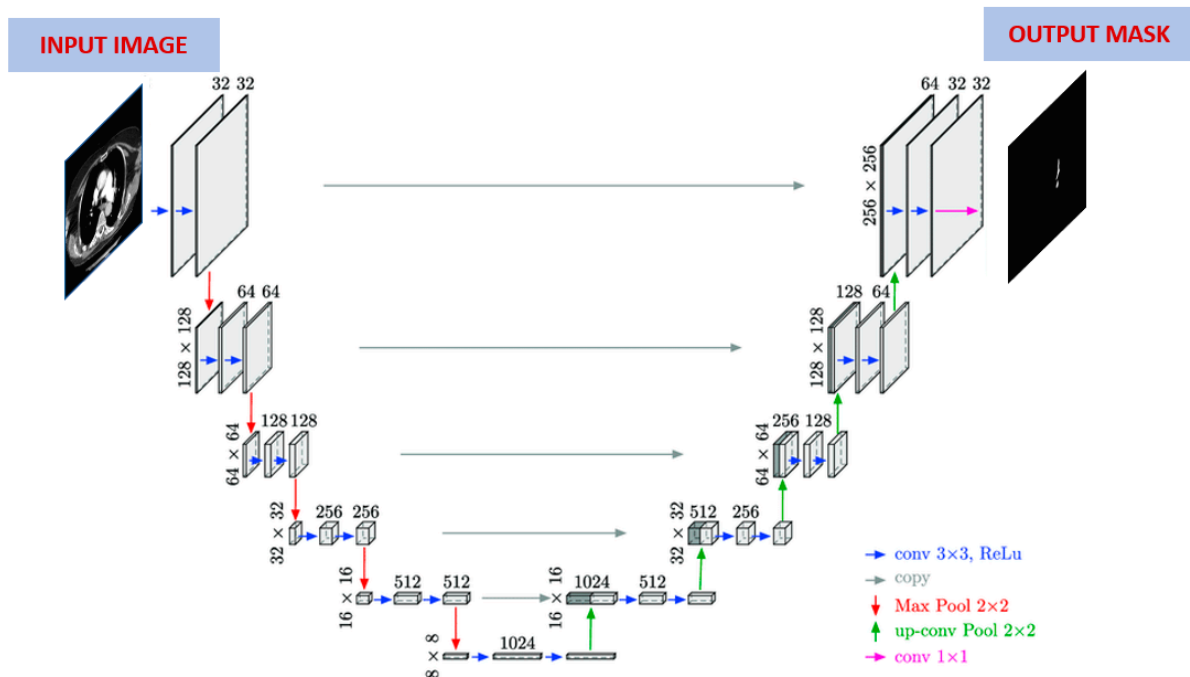 INPUT IMAGE
OUTPUT MASK
32 32
64 32 32
256 × 256
64 64
128 × 128
128 64
128 × 128
128 128
64 × 64
256 128
64 × 64
256 256
32 × 32
512 256
32 × 32
512 512
16 × 16
1024 512
16 × 16
1024
8 × 8
conv 3×3, ReLu
copy
Max Pool 2×2
up-conv Pool 2×2
conv 1×1